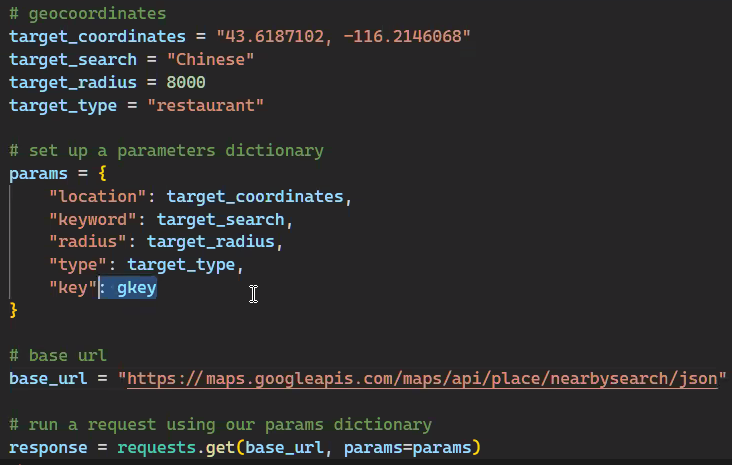 # geocoordinates
target_coordinates = "43.6187102, -116.2146068"
target_search = "Chinese"
target_radius = 8000
target_type = "restaurant"
# set up a parameters dictionary
params = {
    "location": target_coordinates,
    "keyword": target_search,
    "radius": target_radius,
    "type": target_type,
    "key": gkey
}
# base url
base_url = "https://maps.googleapis.com/maps/api/place/nearbysearch/json"
# run a request using our params dictionary
response = requests.get(base_url, params=params)